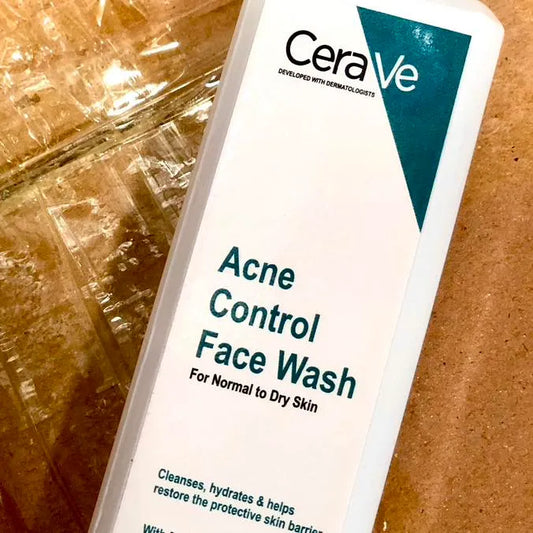 CeraVe
DEVELOPED WITH DERMATOLOGISTS
Acne
Control
Face Wash
For Normal to Dry Skin
Cleanses, hydrates & helps
restore the protective skin barrier
With